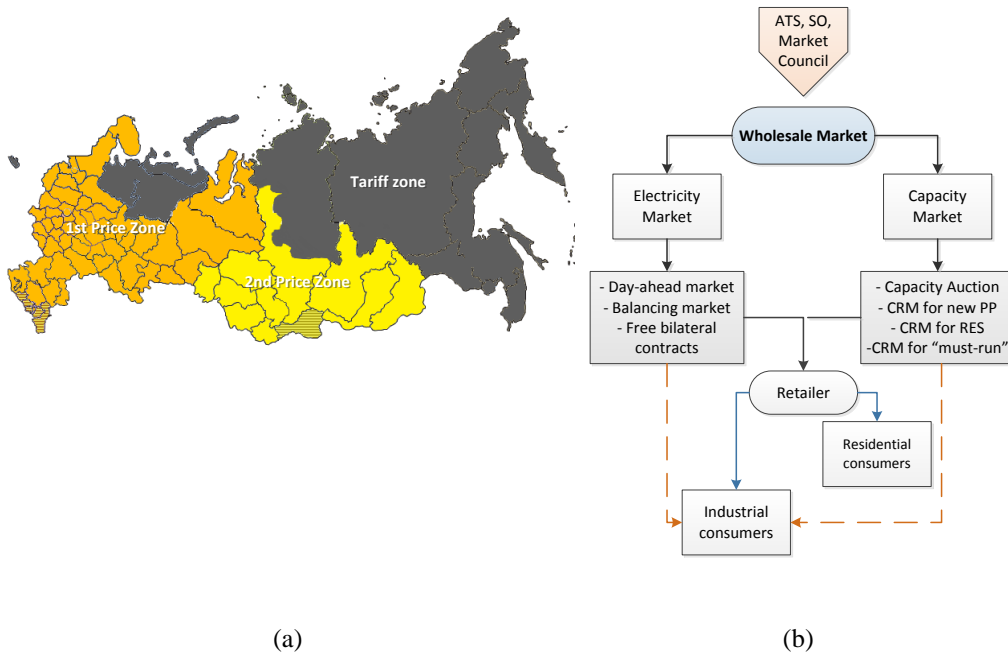 Tariff zone
1st Price Zone
2nd Price Zone
(a)
ATS, SO,
Market
Council
Wholesale Market
Electricity
Market
Capacity
Market
- Day-ahead market
- Balancing market
- Free bilateral
contracts
- Capacity Auction
- CRM for new PP
- CRM for RES
-CRM for “must-run”
Retailer
Residential
consumers
Industrial
consumers
(b)